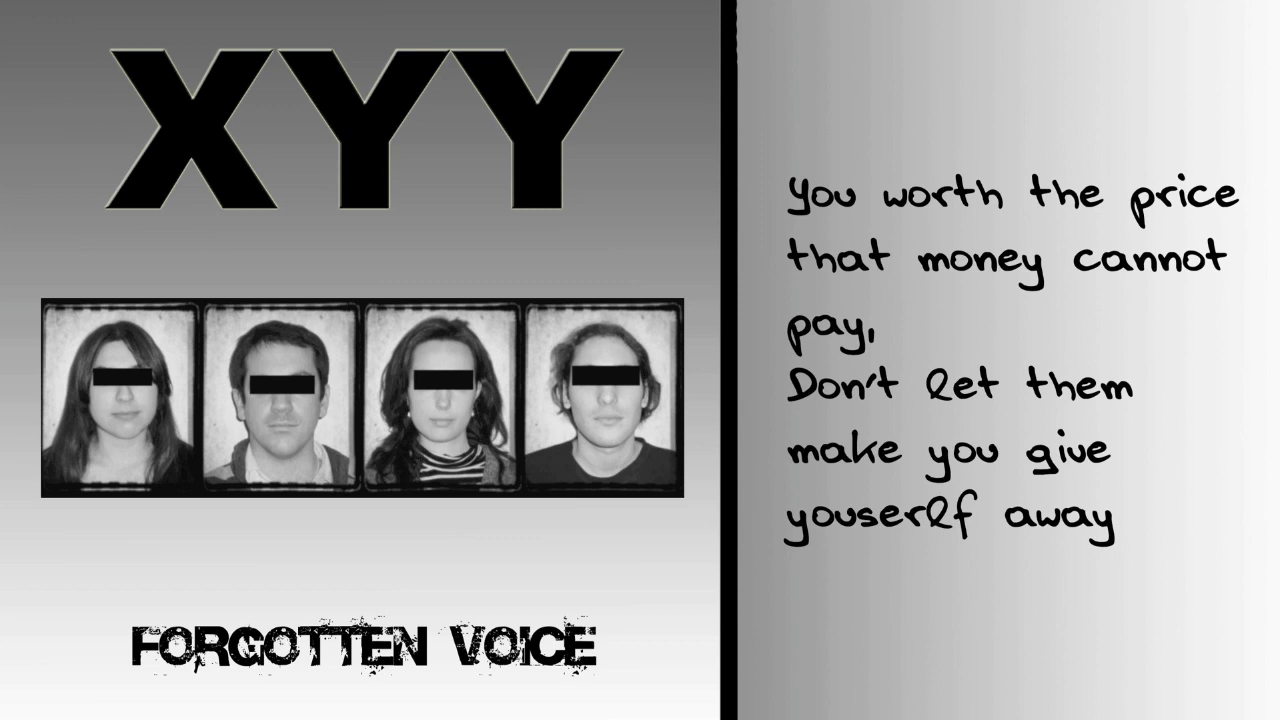 XYY
FORGOTTEN VOICE
You worth the price
that money cannot
pay,
Don't let them
make you give
youserlf away